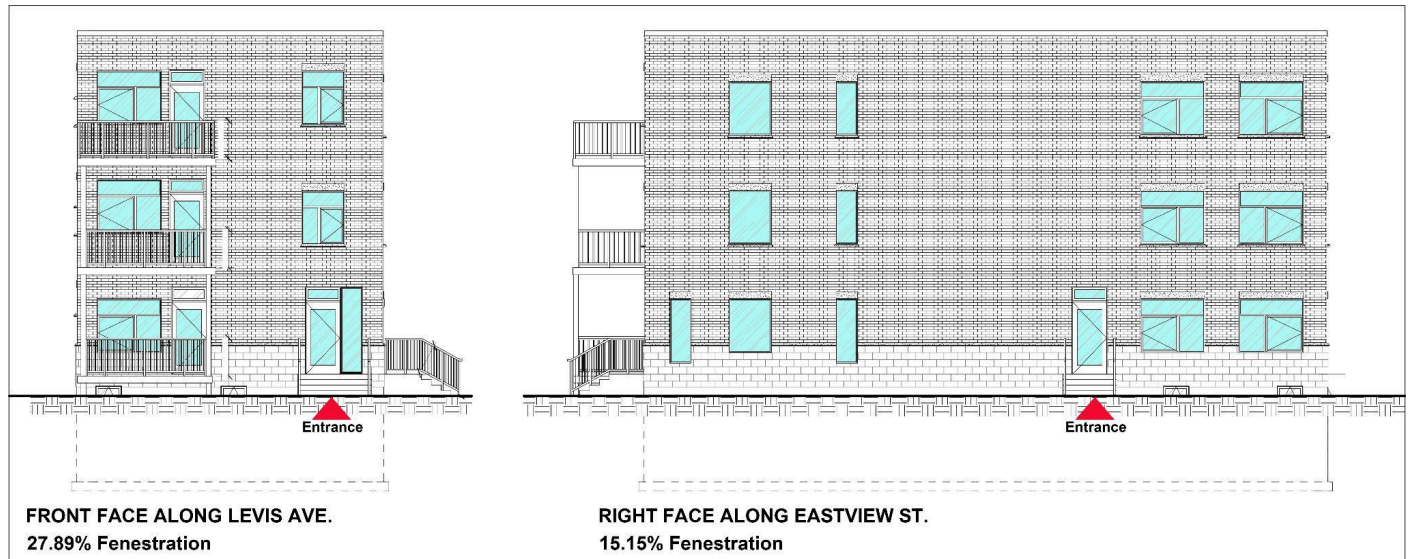 Entrance
Entrance
FRONT FACE ALONG LEVIS AVE.
27.89% Fenestration
RIGHT FACE ALONG EASTVIEW ST.
15.15% Fenestration